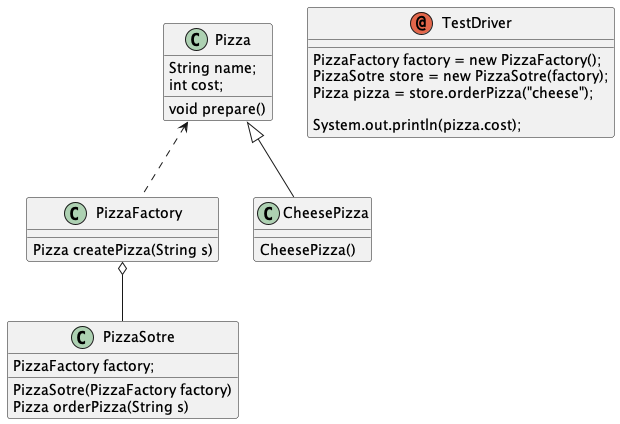 C Pizza
String name;
int cost;
void prepare()
@ TestDriver
PizzaFactory factory = new PizzaFactory();
PizzaSotre store = new PizzaSotre(factory);
Pizza pizza = store.orderPizza("cheese");
System.out.println(pizza.cost);
C PizzaFactory
Pizza createPizza(String s)
C CheesePizza
CheesePizza()
C PizzaSotre
PizzaFactory factory;
PizzaSotre(PizzaFactory factory)
Pizza orderPizza(String s)